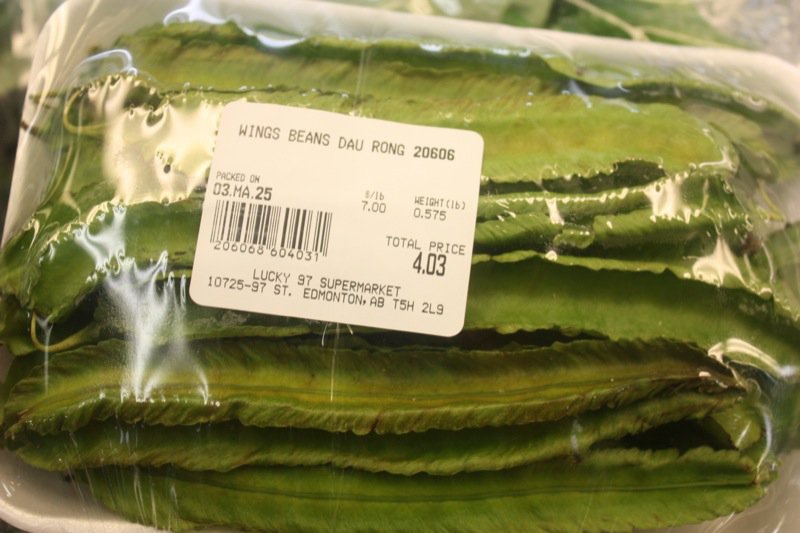 WINGS BEANS DAU RONG 20606
PACKED ON
03.MA.25
$/lb
7.00
WEIGHT(lb)
0.575
206068 604031
TOTAL PRICE
4.03
LUCKY 97 SUPERMARKET
10725-97 ST. EDMONTON,AB T5H 2L9